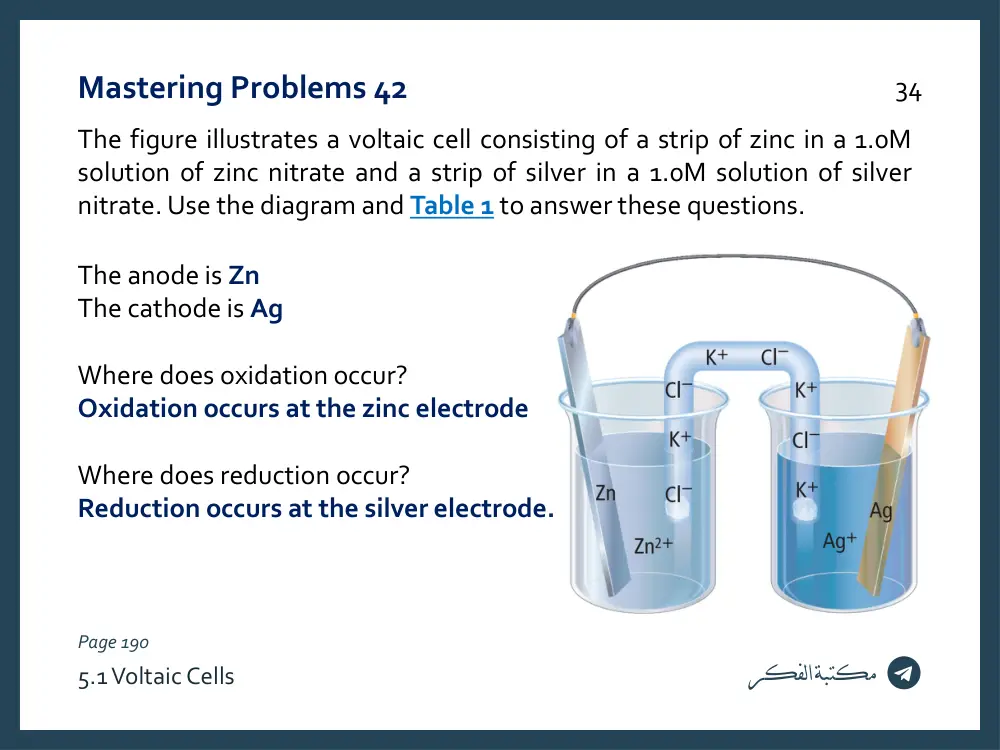 Mastering Problems 42
34
The figure illustrates a voltaic cell consisting of a strip of zinc in a 1.0M
solution of zinc nitrate and a strip of silver in a 1.0M solution of silver
nitrate. Use the diagram and Table 1 to answer these questions.
The anode is Zn
The cathode is Ag
Where does oxidation occur?
Oxidation occurs at the zinc electrode
Where does reduction occur?
Reduction occurs at the silver electrode.
K⁺ Cl⁻
Cl⁻ K⁺
K⁺ Cl⁻
Zn Cl⁻ K⁺ Ag
Zn²⁺ Ag⁺
Page 190
5.1 Voltaic Cells
مكتبة الفكر